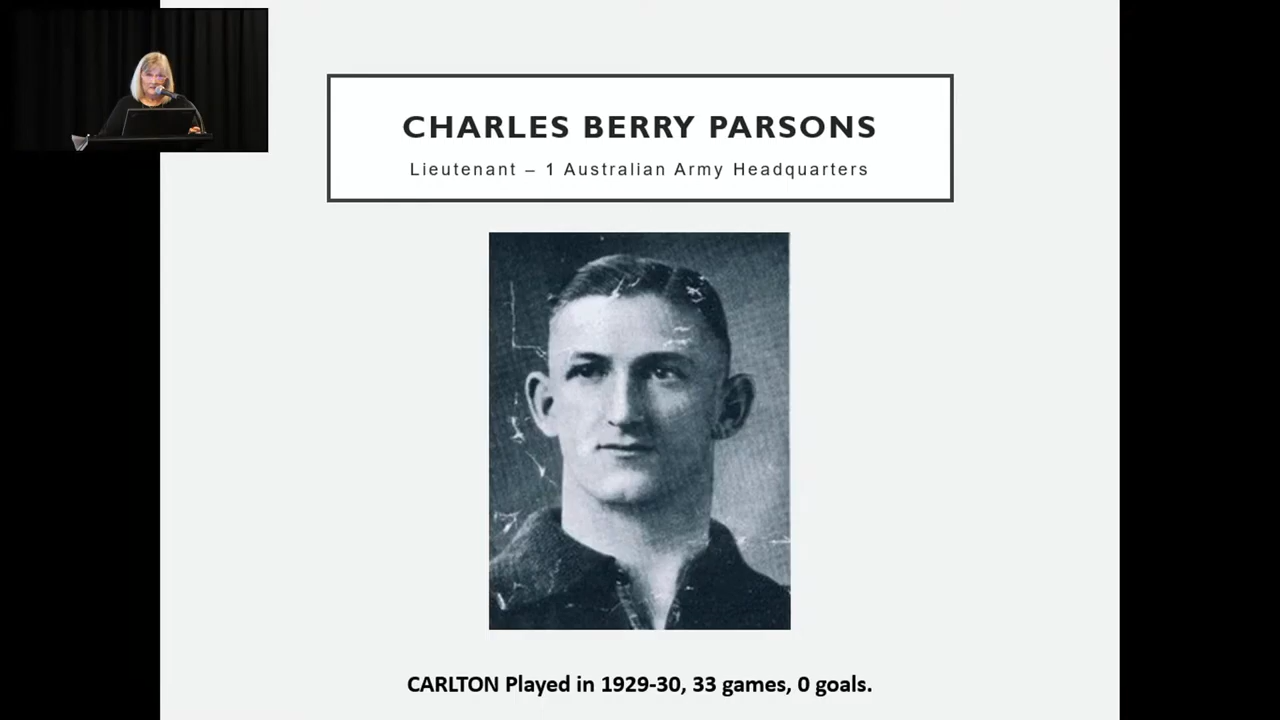 CHARLES BERRY PARSONS
Lieutenant – 1 Australian Army Headquarters
CARLTON Played in 1929-30, 33 games, 0 goals.